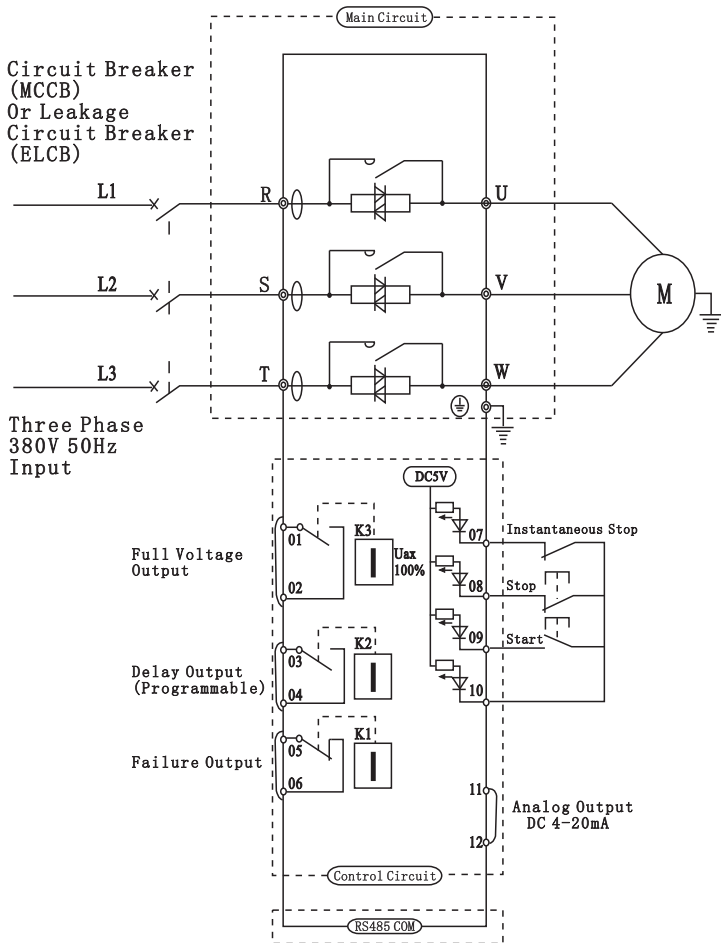 Main Circuit
Circuit Breaker
(MCCB)
Or Leakage
Circuit Breaker
(ELCB)
L1
R
U
L2
S
V
M
L3
T
W
Three Phase
380V 50Hz
Input
DC5V
01
K3
Uax
100%
07
Instantaneous Stop
Full Voltage
Output
02
08
Stop
03
K2
09
Start
Delay Output
(Programmable)
04
10
05
K1
Failure Output
06
11
Analog Output
DC 4-20mA
12
Control Circuit
RS485 COM